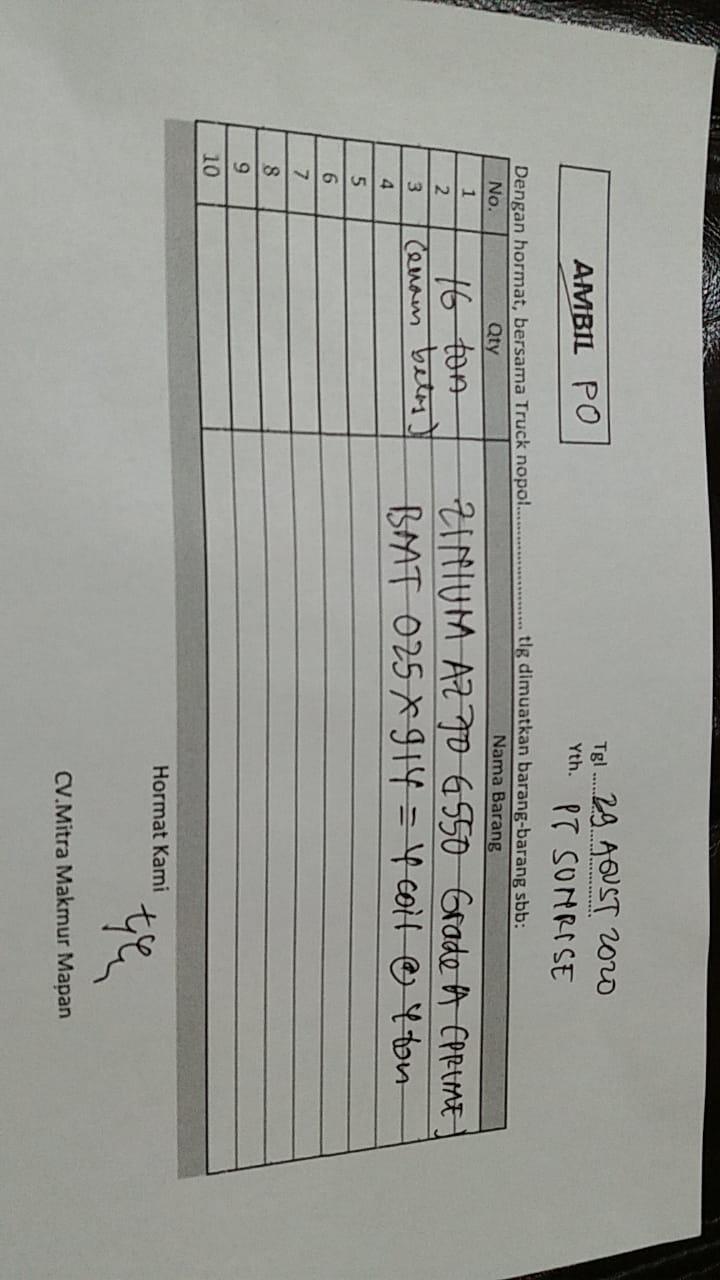 AMBIL PO
Tgl ........29 AGUST 2020
Yth. PT SUNRISE
Dengan hormat, bersama Truck nopol........................ tlg dimuatkan barang-barang sbb:
No. Qty Nama Barang
1 16 ton ZINIUM AZ 70 G550 Grade A (PRIME)
2
3 (enam belas) BMT 025 x 914 = 4 coil @ 4 ton
4
5
6
7
8
9
10
Hormat Kami
CV.Mitra Makmur Mapan